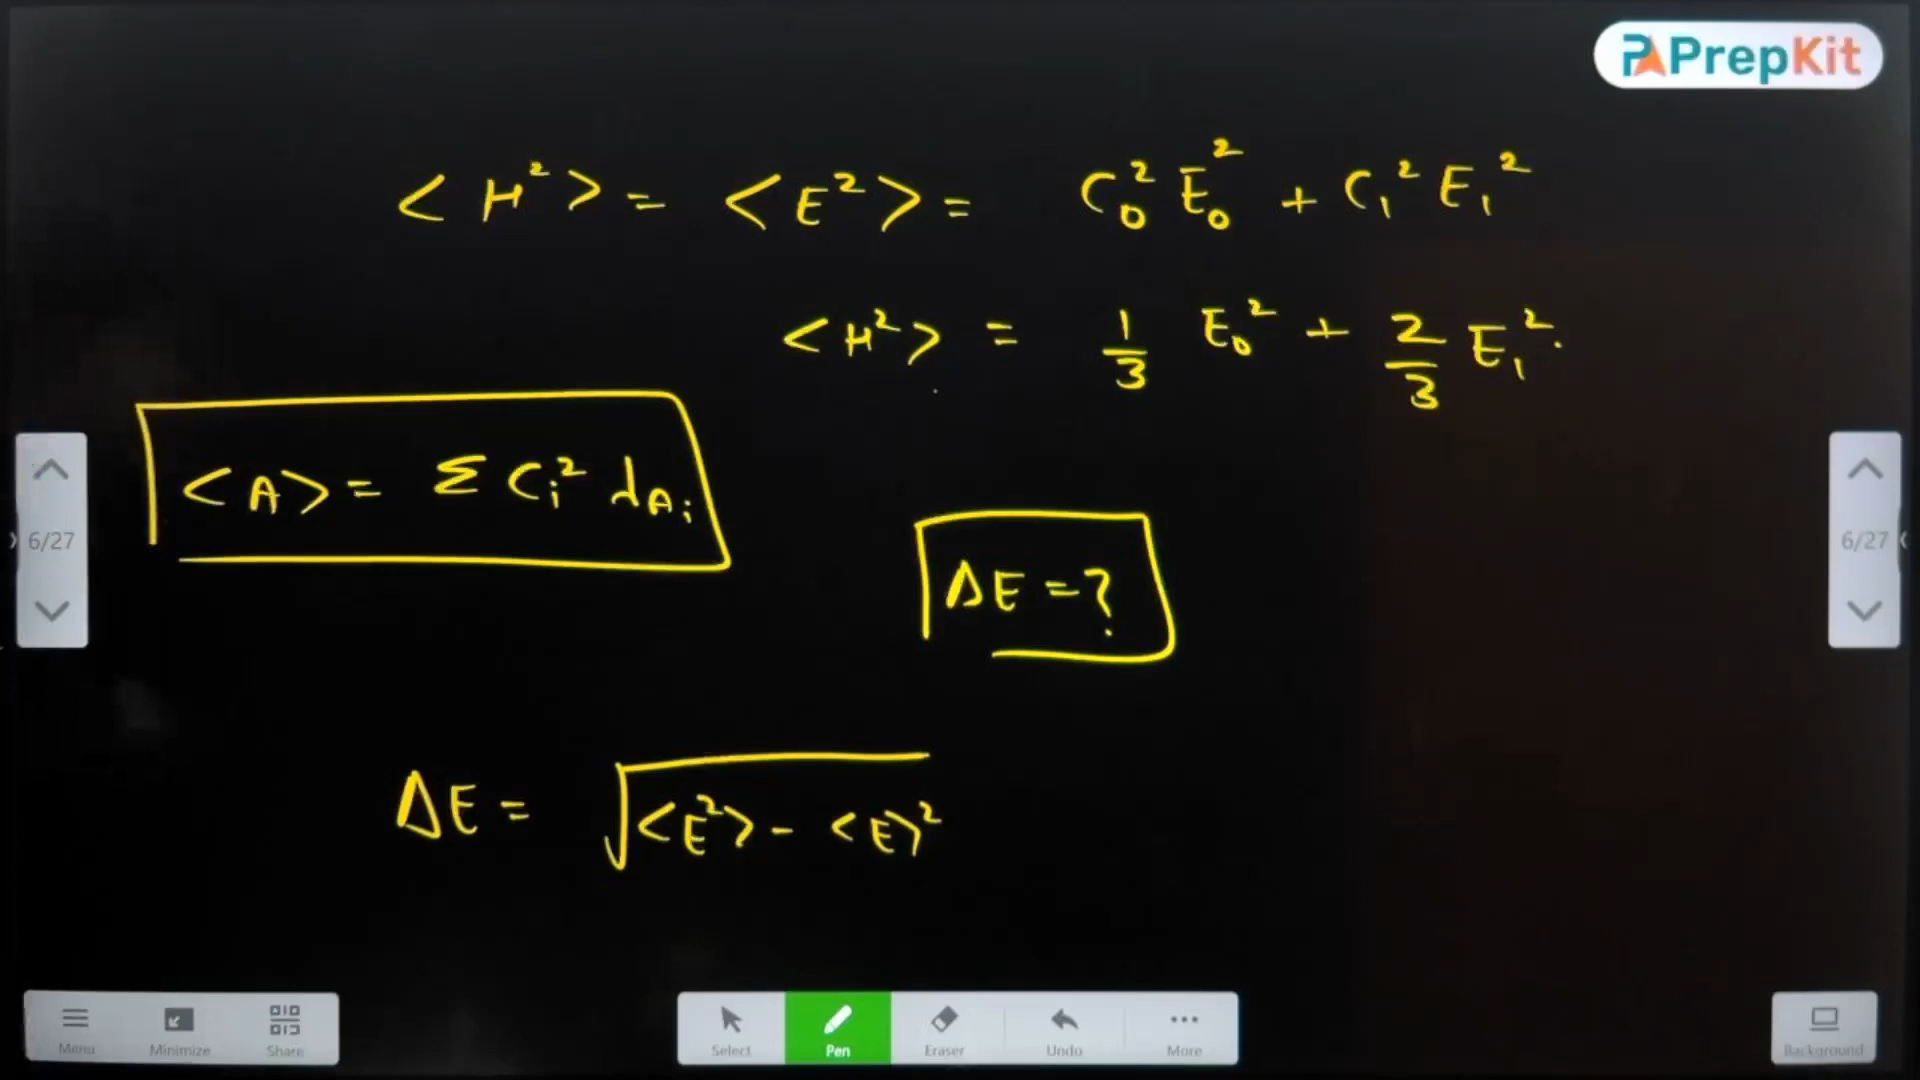 PrepKit
<H²> = <E²> = C₀² E₀² + C₁² E₁²
<H²> = 1/3 E₀² + 2/3 E₁².
<A> = Σ Cᵢ² λAᵢ
6/27
6/27
ΔE = ?
ΔE = √<E²> - <E>²
Menu Minimize Share Select Pen Eraser Undo More Background